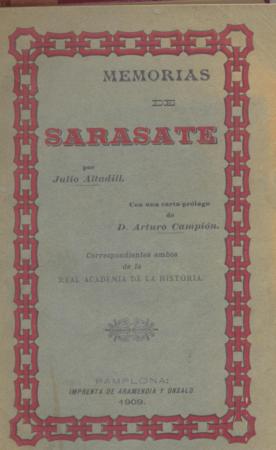 MEMORIAS
DE
SARASATE
por
Julio Altadill.
Con una carta-prólogo
de
D. Arturo Campión.
Correspondientes ambos
de la
REAL ACADEMIA DE LA HISTORIA.
PAMPLONA:
IMPRENTA DE ARAMENDIA Y ONSALO
1909.